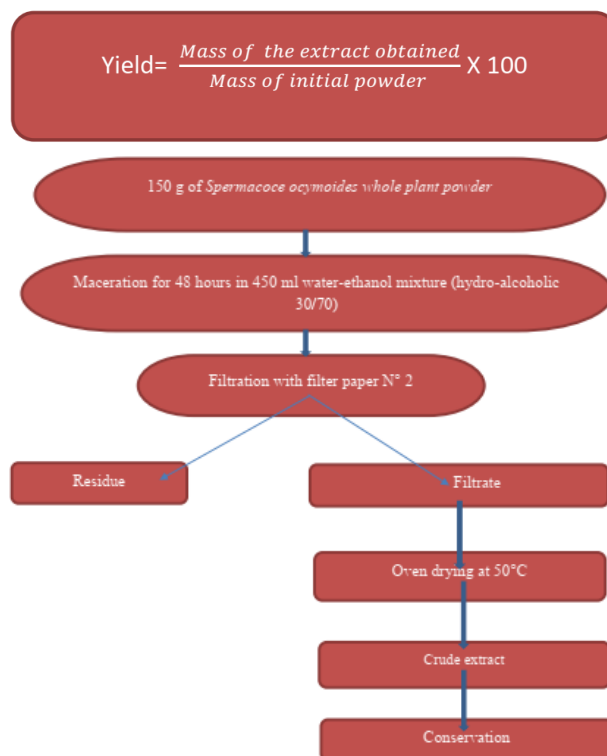 Yield= Mass of the extract obtained / Mass of initial powder X 100
150 g of Spermacoce ocymoides whole plant powder
Maceration for 48 hours in 450 ml water-ethanol mixture (hydro-alcoholic
30/70)
Filtration with filter paper N° 2
Residue
Filtrate
Oven drying at 50°C
Crude extract
Conservation